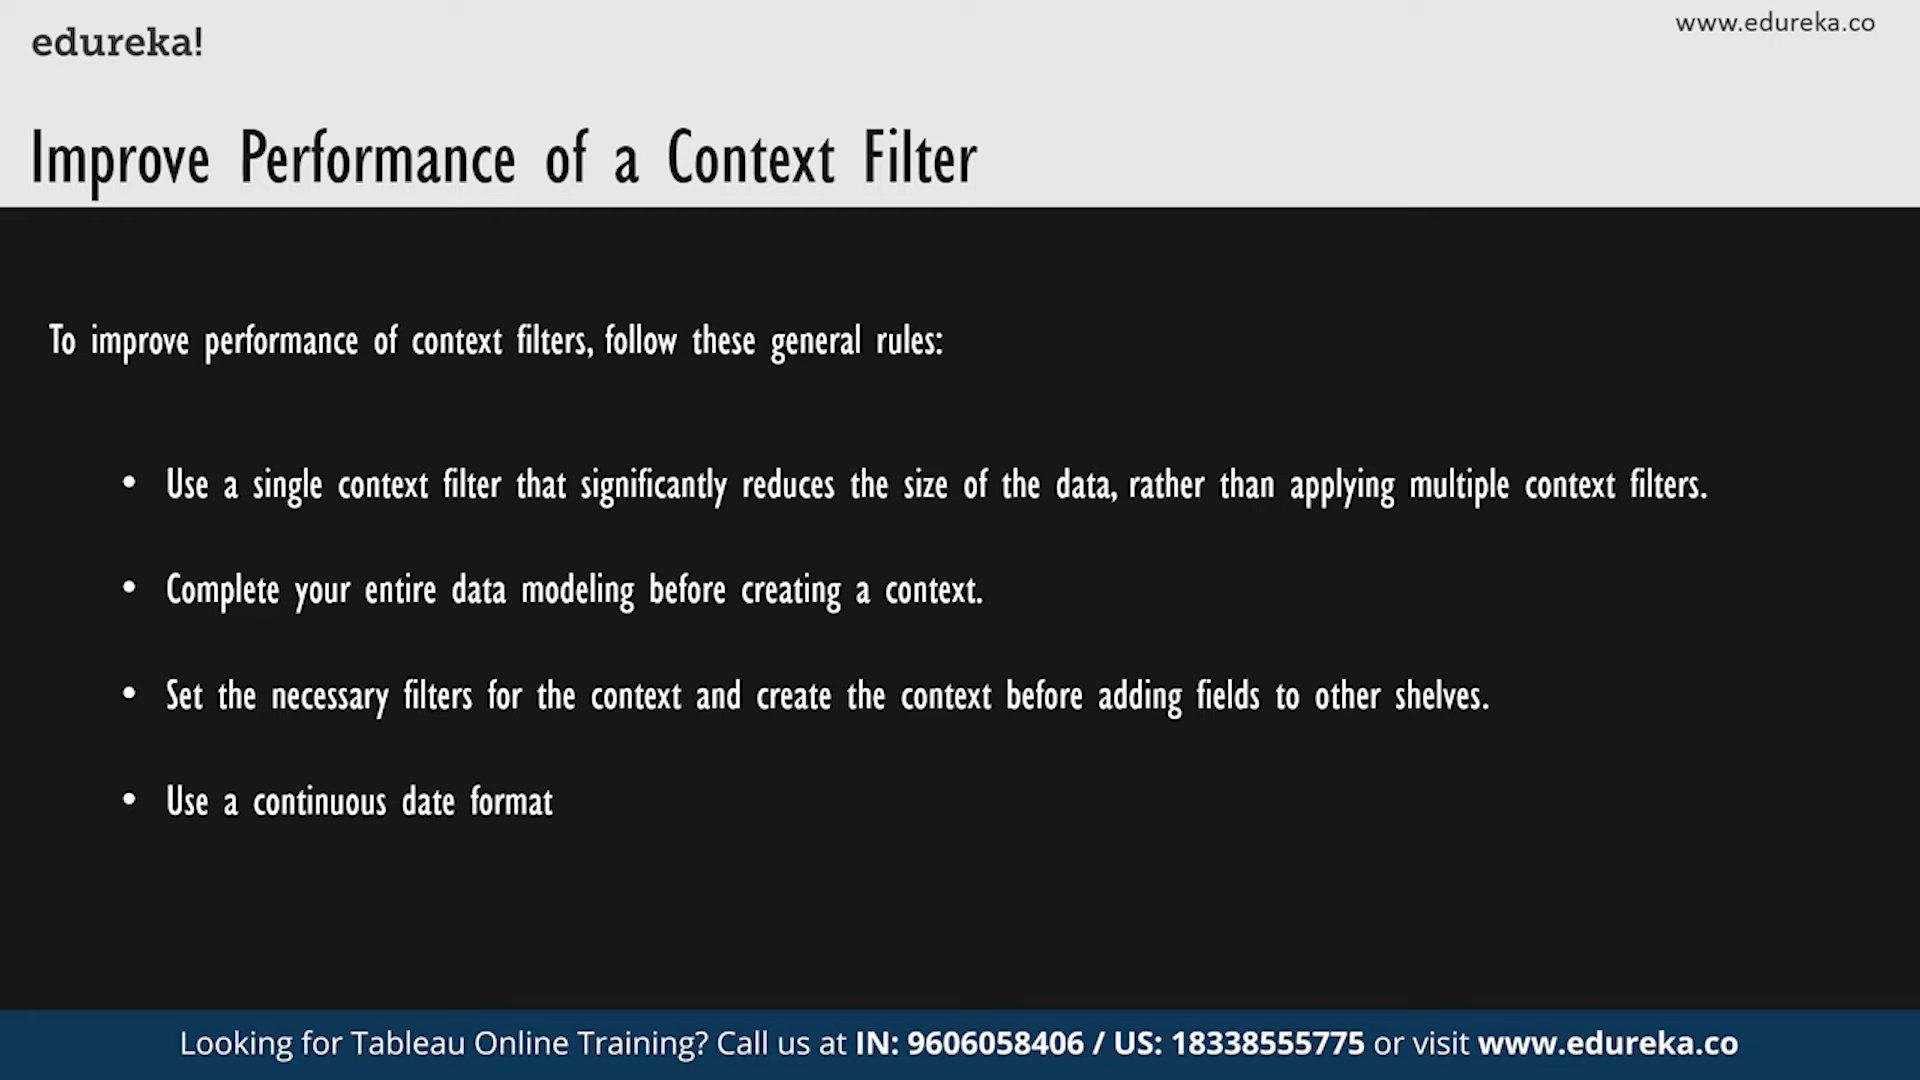 edureka!
www.edureka.co
Improve Performance of a Context Filter
To improve performance of context filters, follow these general rules:
• Use a single context filter that significantly reduces the size of the data, rather than applying multiple context filters.
• Complete your entire data modeling before creating a context.
• Set the necessary filters for the context and create the context before adding fields to other shelves.
• Use a continuous date format
Looking for Tableau Online Training? Call us at IN: 9606058406 / US: 18338555775 or visit www.edureka.co